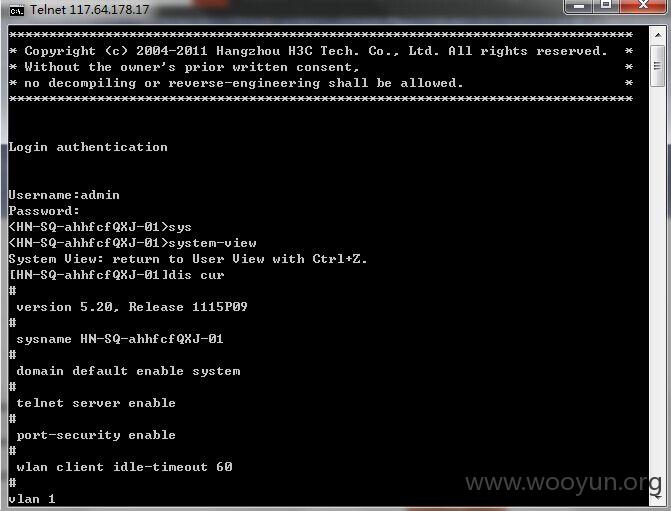 Telnet 117.64.178.17
******************************************************************************
* Copyright (c) 2004-2011 Hangzhou H3C Tech. Co., Ltd. All rights reserved.  *
* Without the owner's prior written consent,                                 *
* no decompiling or reverse-engineering shall be allowed.                    *
******************************************************************************
Login authentication
Username:admin
Password:
<HN-SQ-ahhfcfQXJ-01>sys
<HN-SQ-ahhfcfQXJ-01>system-view
System View: return to User View with Ctrl+Z.
[HN-SQ-ahhfcfQXJ-01]dis cur
#
version 5.20, Release 1115P09
#
sysname HN-SQ-ahhfcfQXJ-01
#
domain default enable system
#
telnet server enable
#
port-security enable
#
wlan client idle-timeout 60
#
vlan 1
www.wooyun.org